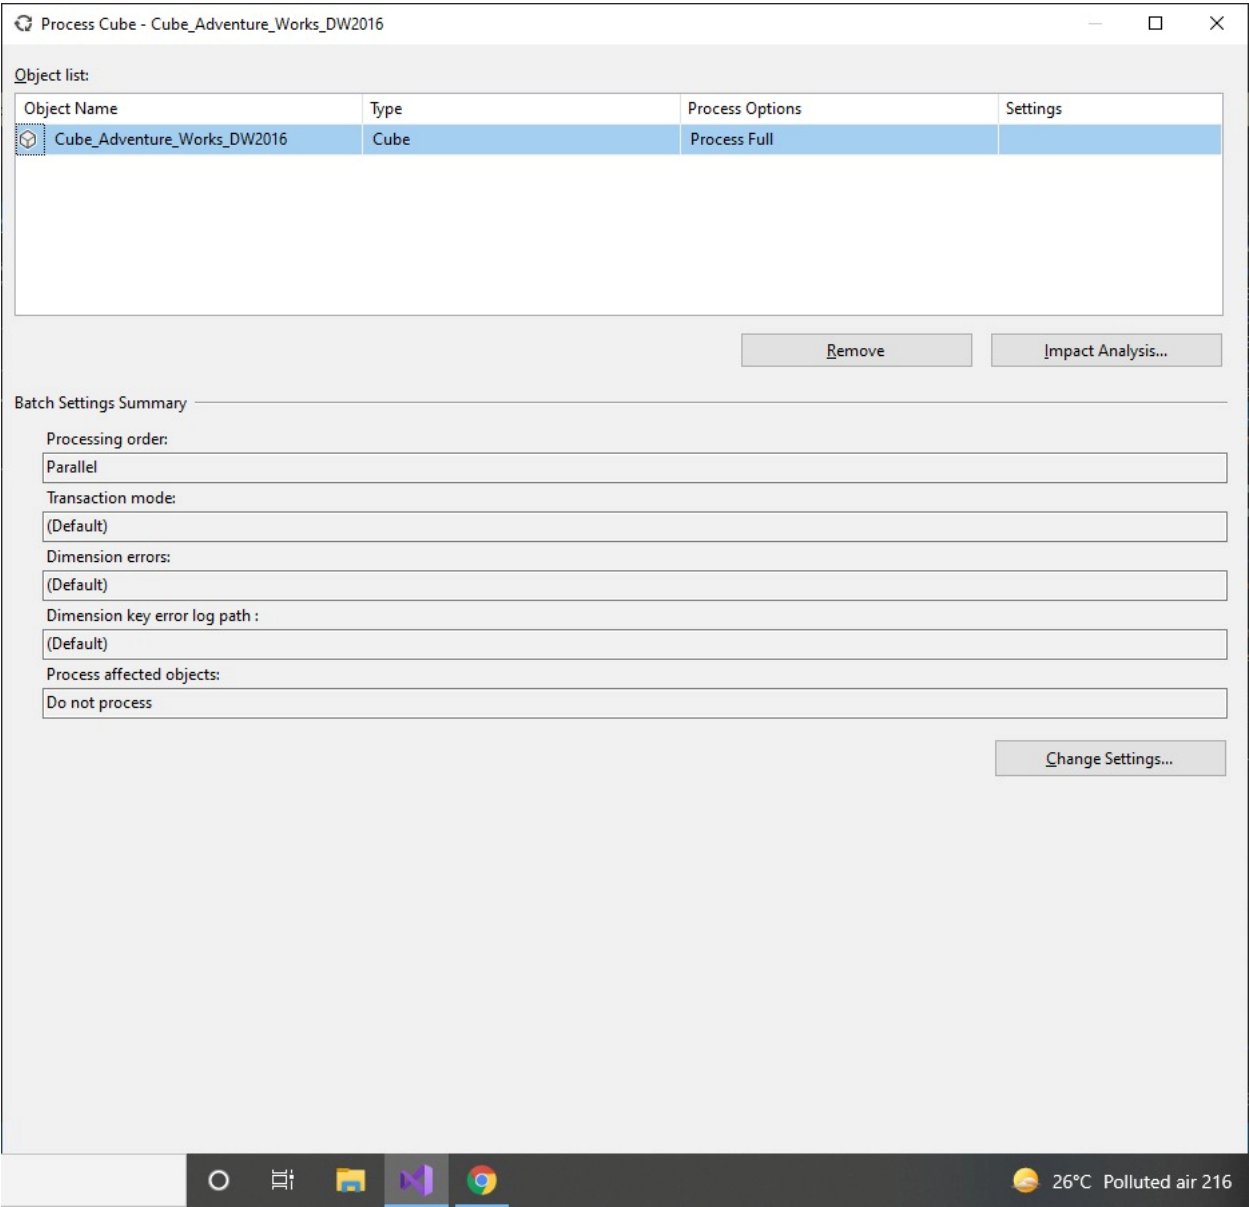 Process Cube - Cube_Adventure_Works_DW2016
Object list:
Object Name Type Process Options Settings
Cube_Adventure_Works_DW2016 Cube Process Full
Remove Impact Analysis...
Batch Settings Summary
Processing order:
Parallel
Transaction mode:
(Default)
Dimension errors:
(Default)
Dimension key error log path :
(Default)
Process affected objects:
Do not process
Change Settings...
26°C Polluted air 216